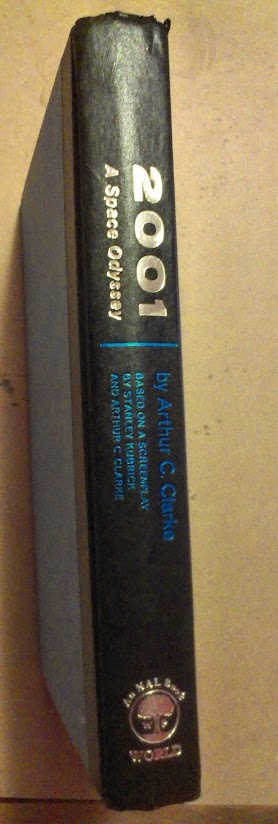 2001
A Space Odyssey
by Arthur C. Clarke
BASED ON A SCREENPLAY
BY STANLEY KUBRICK
AND ARTHUR C. CLARKE
An NAL Book
W P
WORLD